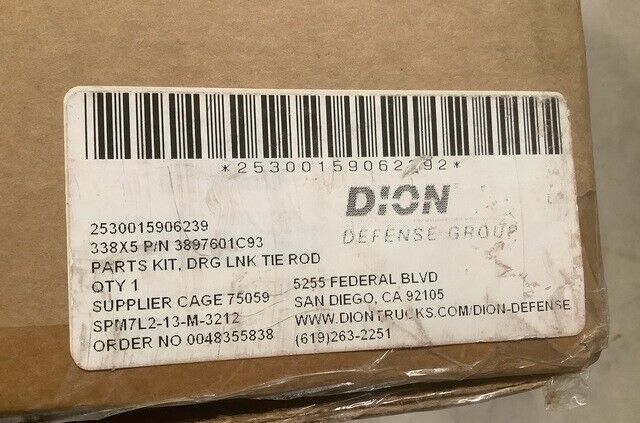 DION
DEFENSE GROUP
2530015906239
338X5 P/N 3897601C93
PARTS KIT, DRG LNK TIE ROD
QTY 1
SUPPLIER CAGE 75059
SPM7L2-13-M-3212
ORDER NO 0048355838
5255 FEDERAL BLVD
SAN DIEGO, CA 92105
WWW.DIONTRUCKS.COM/DION-DEFENSE
(619)263-2251